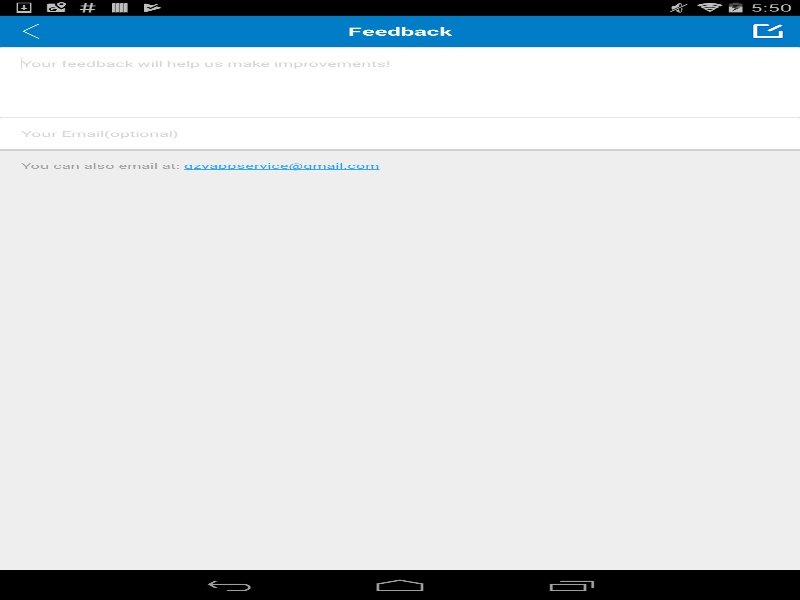 5:50
Feedback
Your feedback will help us make improvements!
Your Email(optional)
You can also email at: gzyappservice@gmail.com